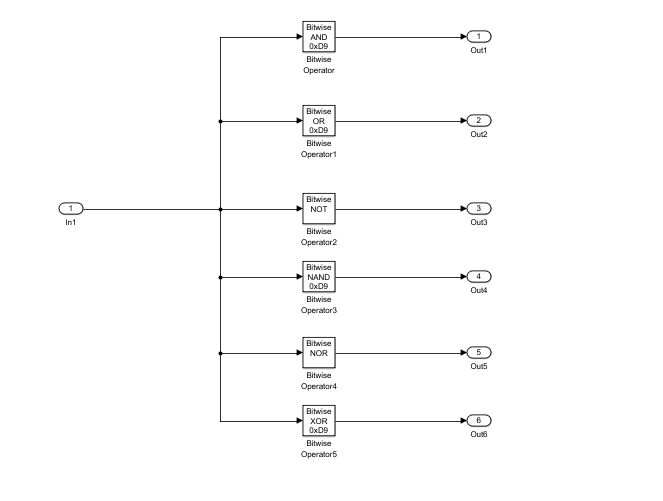 Bitwise
AND
0xD9
1
Bitwise
Operator
Out1
Bitwise
OR
0xD9
2
Bitwise
Operator1
Out2
1
In1
Bitwise
NOT
3
Bitwise
Operator2
Out3
Bitwise
NAND
0xD9
4
Bitwise
Operator3
Out4
Bitwise
NOR
5
Bitwise
Operator4
Out5
Bitwise
XOR
0xD9
6
Bitwise
Operator5
Out6